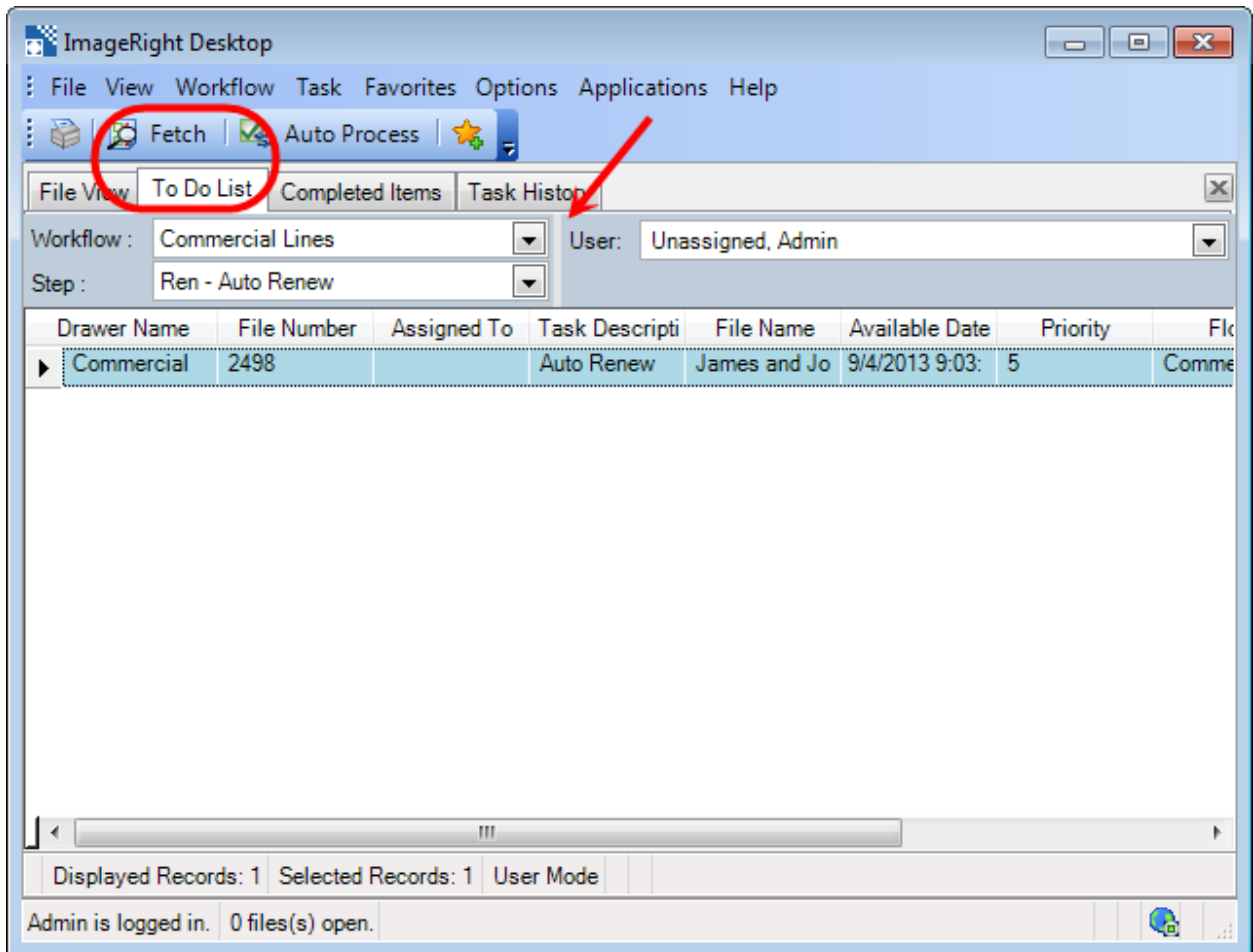 ImageRight Desktop
File View Workflow Task Favorites Options Applications Help
Fetch Auto Process
File View To Do List Completed Items Task History
Workflow : Commercial Lines User: Unassigned, Admin
Step : Ren - Auto Renew
Drawer Name File Number Assigned To Task Descripti File Name Available Date Priority Flo
Commercial 2498 Auto Renew James and Jo 9/4/2013 9:03: 5 Comme
Displayed Records: 1 Selected Records: 1 User Mode
Admin is logged in. 0 files(s) open.